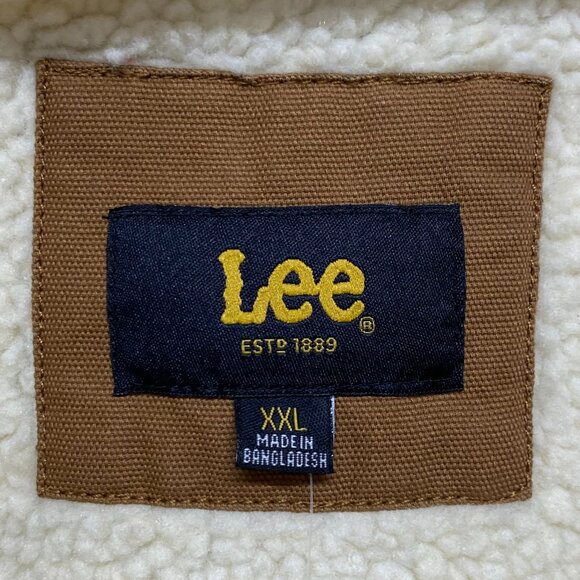 Lee®
ESTD 1889
XXL
MADE IN
BANGLADESH